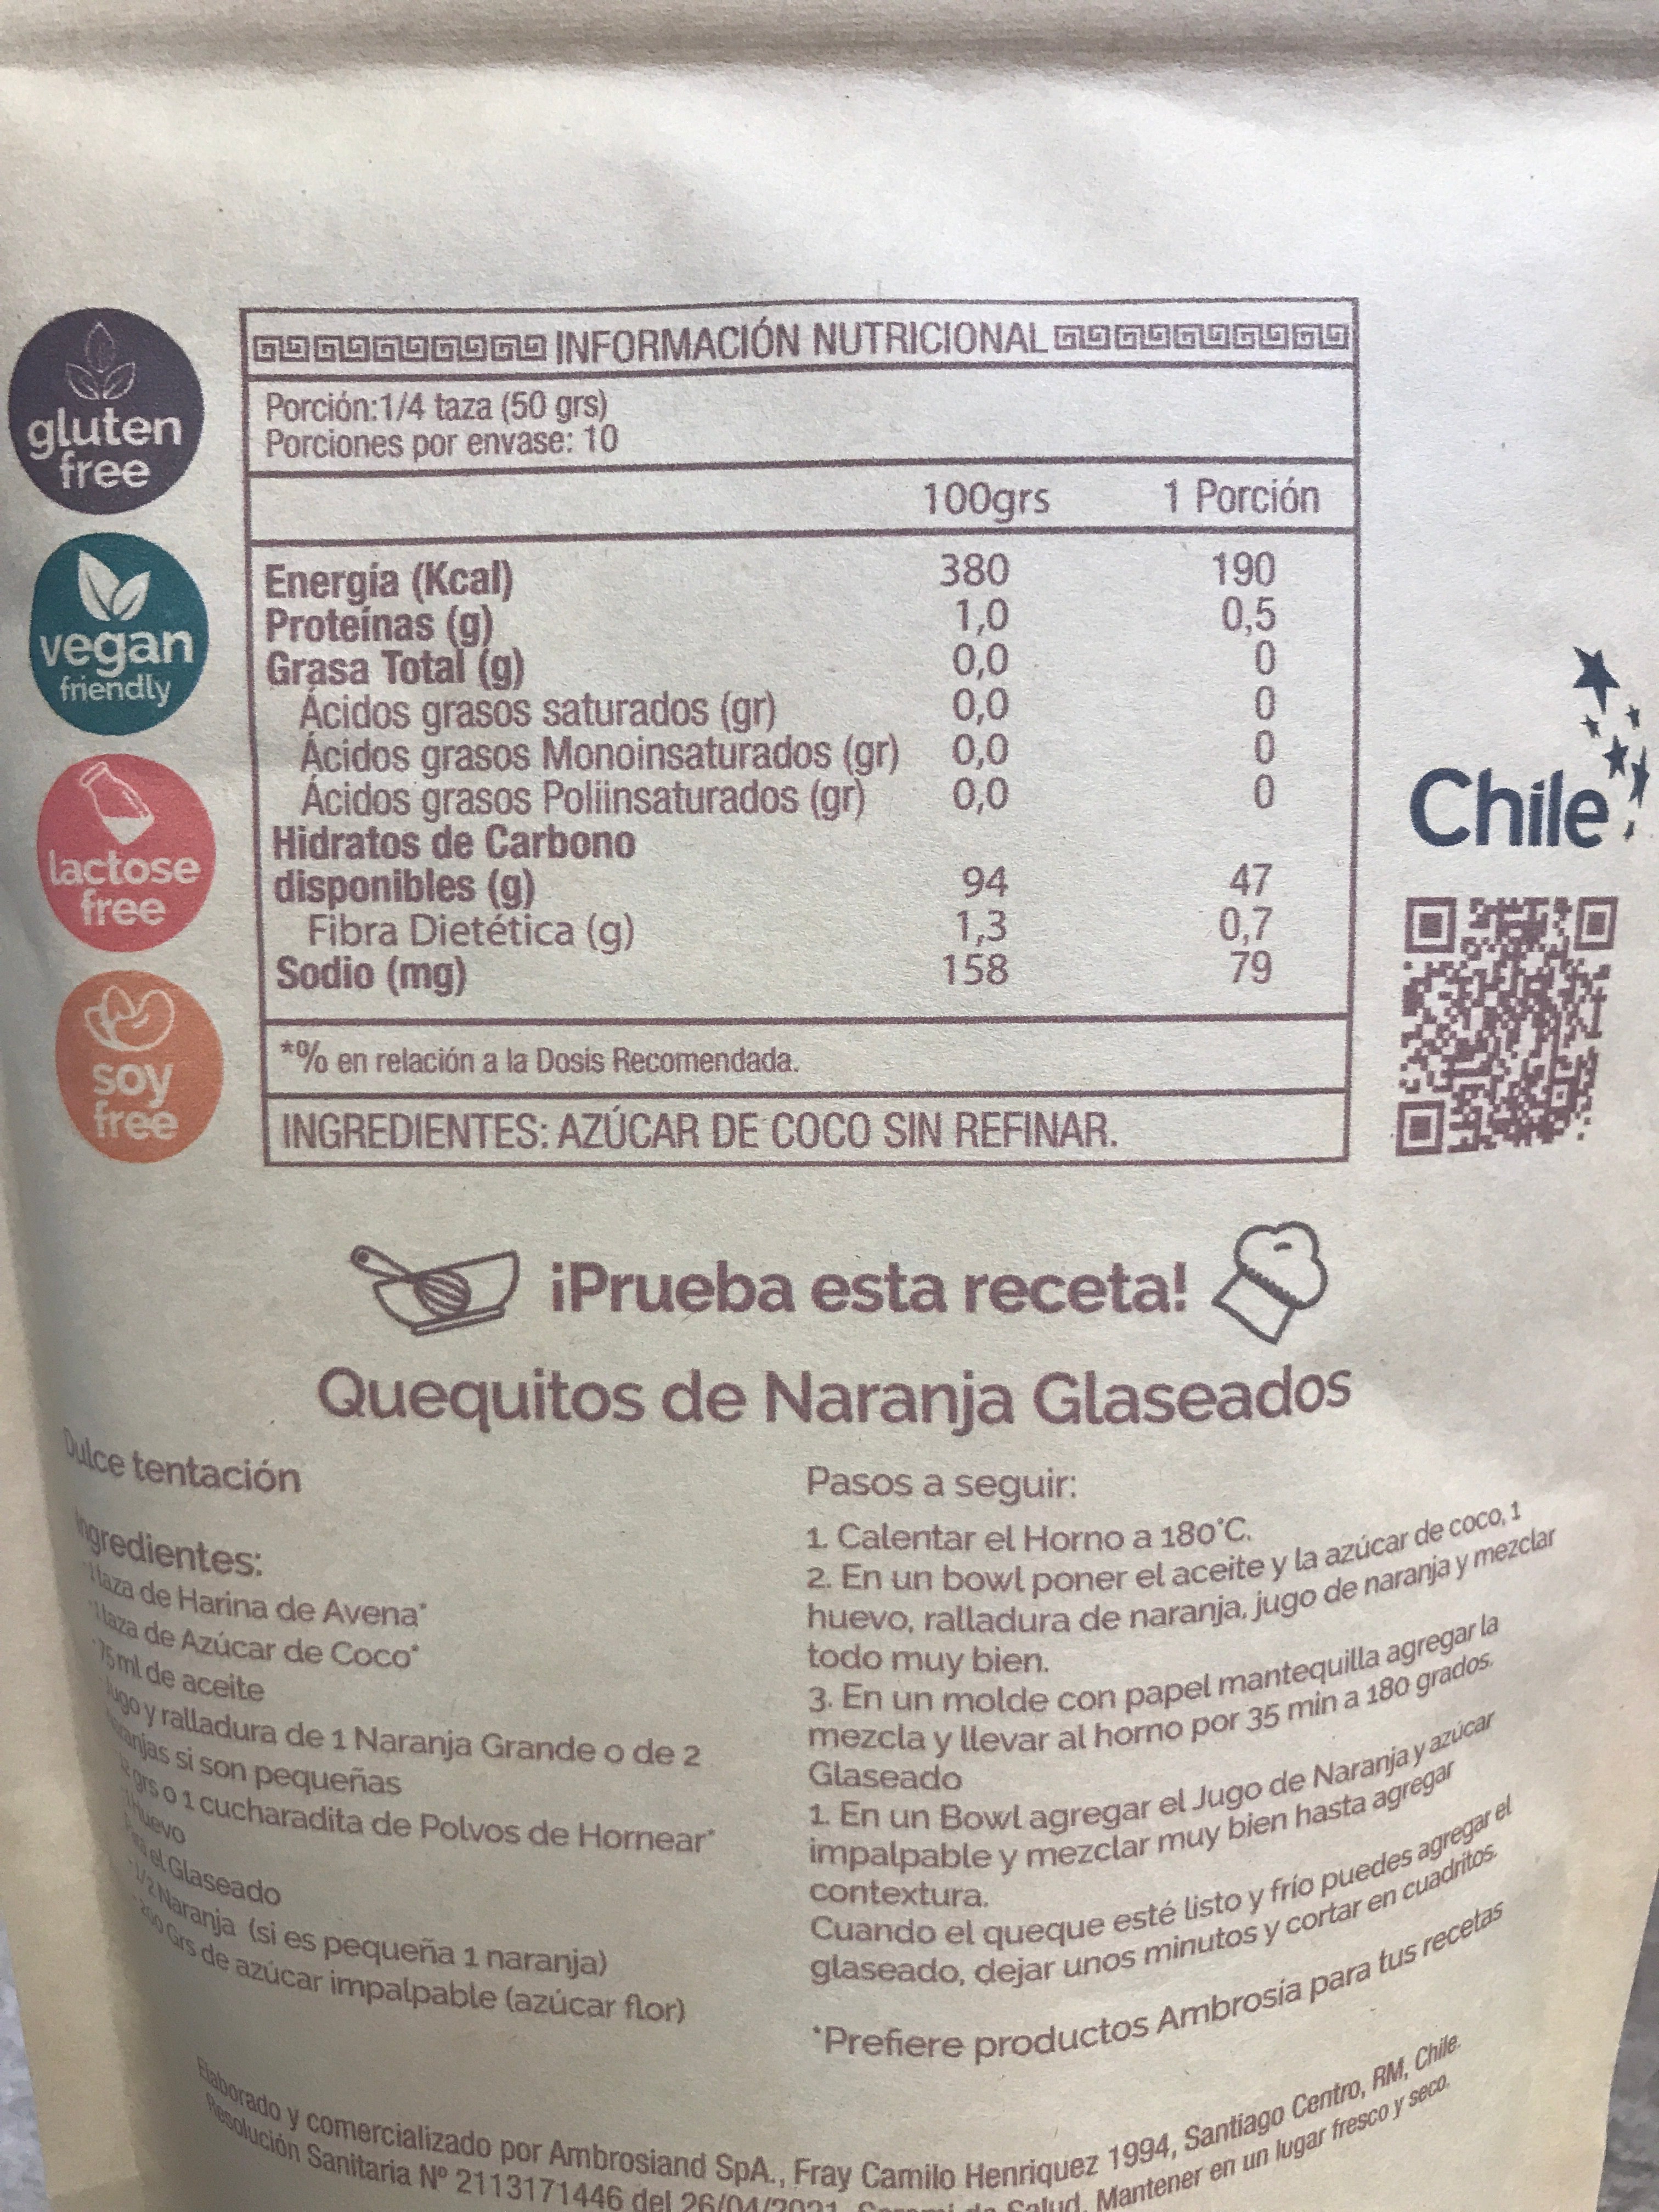 gluten
free
vegan
friendly
lactose
free
soy
free
INFORMACIÓN NUTRICIONAL
Porción:1/4 taza (50 grs)
Porciones por envase: 10
100grs 1 Porción
Energía (Kcal) 380 190
Proteínas (g) 1,0 0,5
Grasa Total (g) 0,0 0
Ácidos grasos saturados (gr) 0,0 0
Ácidos grasos Monoinsaturados (gr) 0,0 0
Ácidos grasos Poliinsaturados (gr) 0,0 0
Hidratos de Carbono
disponibles (g) 94 47
Fibra Dietética (g) 1,3 0,7
Sodio (mg) 158 79
*% en relación a la Dosis Recomendada.
INGREDIENTES: AZÚCAR DE COCO SIN REFINAR.
Chile
¡Prueba esta receta!
Quequitos de Naranja Glaseados
Dulce tentación
Ingredientes:
*1 taza de Harina de Avena*
*1 taza de Azúcar de Coco*
*75 ml de aceite
Jugo y ralladura de 1 Naranja Grande o de 2
naranjas si son pequeñas
grs o 1 cucharadita de Polvos de Hornear*
1 Huevo
Para el Glaseado
-1/2 Naranja (si es pequeña 1 naranja)
-200 Grs de azúcar impalpable (azúcar flor)
Pasos a seguir:
1. Calentar el Horno a 180°C.
2. En un bowl poner el aceite y la azúcar de coco, 1
huevo, ralladura de naranja, jugo de naranja y mezclar
todo muy bien.
3. En un molde con papel mantequilla agregar la
mezcla y llevar al horno por 35 min a 180 grados.
Glaseado
1. En un Bowl agregar el Jugo de Naranja y azúcar
impalpable y mezclar muy bien hasta agregar
contextura.
Cuando el queque esté listo y frío puedes agregar el
glaseado, dejar unos minutos y cortar en cuadritos.
*Prefiere productos Ambrosía para tus recetas
Elaborado y comercializado por Ambrosiand SpA., Fray Camilo Henriquez 1994, Santiago Centro, RM, Chile.
Resolución Sanitaria Nº 2113171446 del 26/04/2021 Salud. Mantener en un lugar fresco y seco.